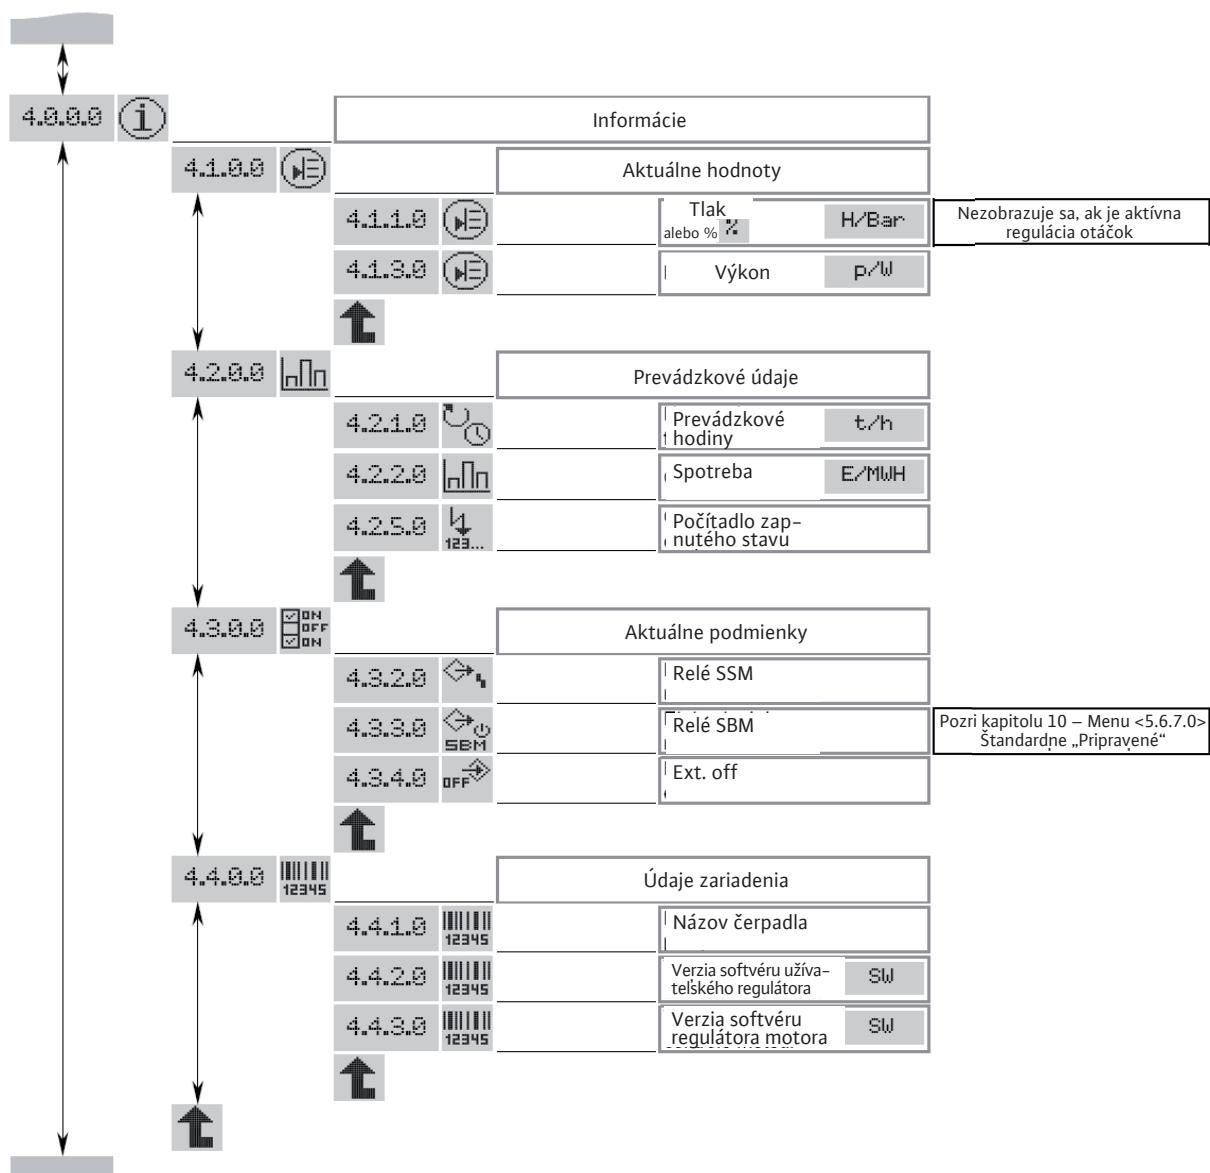 4.0.0.0
Informácie
4.1.0.0
Aktuálne hodnoty
4.1.1.0
Tlak
alebo % %
H/Bar
Nezobrazuje sa, ak je aktívna
regulácia otáčok
4.1.3.0
Výkon
p/W
4.2.0.0
Prevádzkové údaje
4.2.1.0
Prevádzkové
hodiny
t/h
4.2.2.0
Spotreba
E/MWH
4.2.5.0
123...
Počítadlo zap-
nutého stavu
4.3.0.0
ON
OFF
ON
Aktuálne podmienky
4.3.2.0
Relé SSM
4.3.3.0
SBM
Relé SBM
Pozri kapitolu 10 – Menu <5.6.7.0>
Štandardne „Pripravené“
4.3.4.0
OFF
Ext. off
4.4.0.0
12345
Údaje zariadenia
4.4.1.0
12345
Názov čerpadla
4.4.2.0
12345
Verzia softvéru užíva-
teľského regulátora
SW
4.4.3.0
12345
Verzia softvéru
regulátora motora
SW